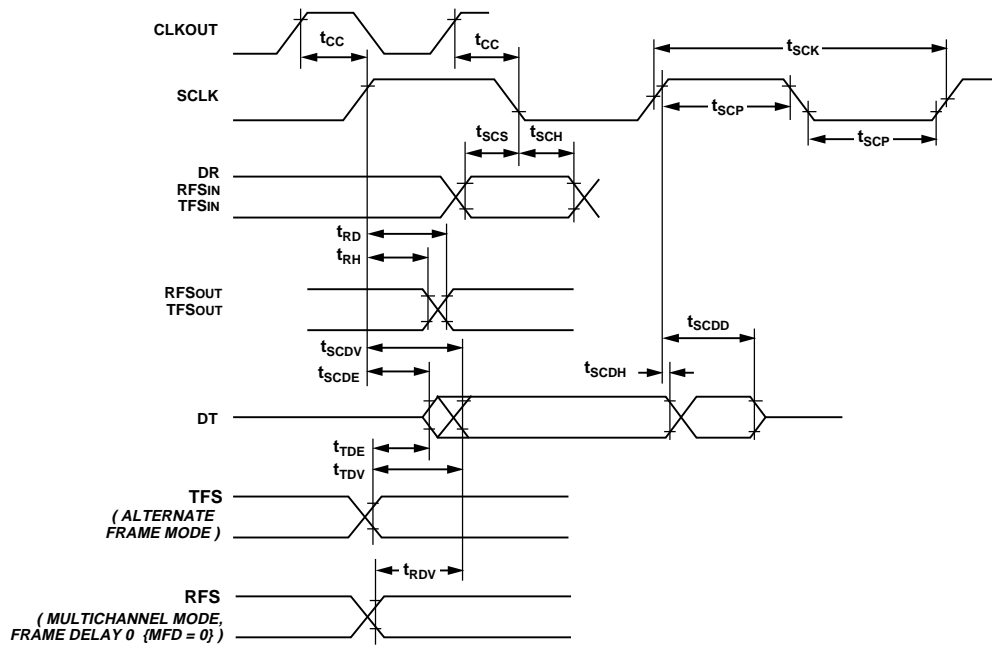 CLKOUT
tCC
tCC
tSCK
SCLK
tSCP
tSCP
tSCS
tSCH
DR
RFSIN
TFSIN
tRD
tRH
RFSOUT
TFSOUT
tSCDV
tSCDE
tSCDD
tSCDH
DT
tTDE
tTDV
TFS
( ALTERNATE
FRAME MODE )
tRDV
RFS
( MULTICHANNEL MODE,
FRAME DELAY 0 {MFD = 0} )